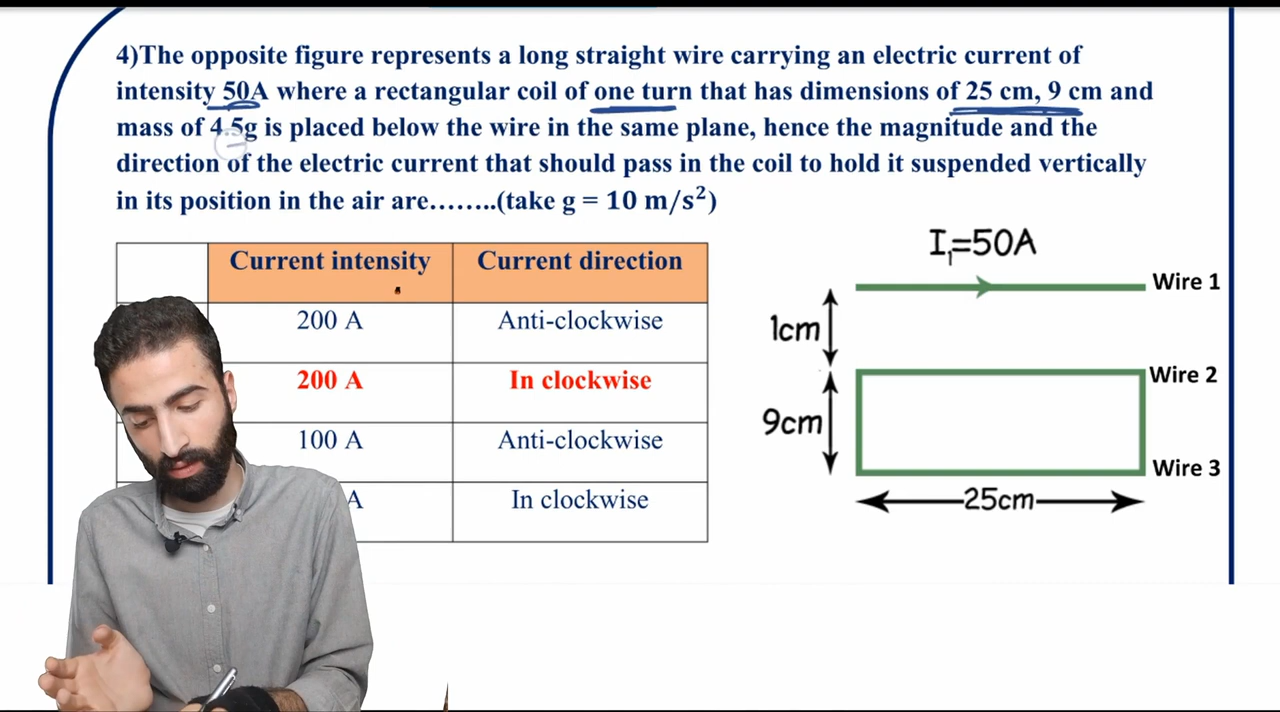 4)The opposite figure represents a long straight wire carrying an electric current of
intensity 50A where a rectangular coil of one turn that has dimensions of 25 cm, 9 cm and
mass of 4.5g is placed below the wire in the same plane, hence the magnitude and the
direction of the electric current that should pass in the coil to hold it suspended vertically
in its position in the air are……..(take g = 10 m/s²)
Current intensity Current direction
200 A Anti-clockwise
200 A In clockwise
100 A Anti-clockwise
A In clockwise
I₁=50A
Wire 1
1cm
Wire 2
9cm
Wire 3
25cm